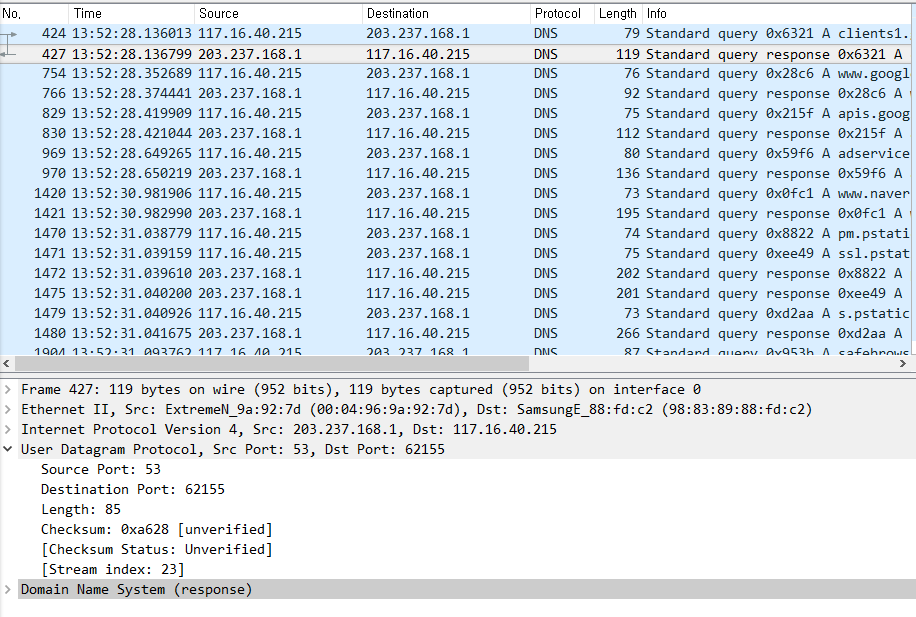 No. Time Source Destination Protocol Length Info
424 13:52:28.136013 117.16.40.215 203.237.168.1 DNS 79 Standard query 0x6321 A clients1.
427 13:52:28.136799 203.237.168.1 117.16.40.215 DNS 119 Standard query response 0x6321 A
754 13:52:28.352689 117.16.40.215 203.237.168.1 DNS 76 Standard query 0x28c6 A www.googl
766 13:52:28.374441 203.237.168.1 117.16.40.215 DNS 92 Standard query response 0x28c6 A
829 13:52:28.419909 117.16.40.215 203.237.168.1 DNS 75 Standard query 0x215f A apis.goog
830 13:52:28.421044 203.237.168.1 117.16.40.215 DNS 112 Standard query response 0x215f A
969 13:52:28.649265 117.16.40.215 203.237.168.1 DNS 80 Standard query 0x59f6 A adservice
970 13:52:28.650219 203.237.168.1 117.16.40.215 DNS 136 Standard query response 0x59f6 A
1420 13:52:30.981906 117.16.40.215 203.237.168.1 DNS 73 Standard query 0x0fc1 A www.naver
1421 13:52:30.982990 203.237.168.1 117.16.40.215 DNS 195 Standard query response 0x0fc1 A
1470 13:52:31.038779 117.16.40.215 203.237.168.1 DNS 74 Standard query 0x8822 A pm.pstati
1471 13:52:31.039159 117.16.40.215 203.237.168.1 DNS 75 Standard query 0xee49 A ssl.pstat
1472 13:52:31.039610 203.237.168.1 117.16.40.215 DNS 202 Standard query response 0x8822 A
1475 13:52:31.040200 203.237.168.1 117.16.40.215 DNS 201 Standard query response 0xee49 A
1479 13:52:31.040926 117.16.40.215 203.237.168.1 DNS 73 Standard query 0xd2aa A s.pstatic
1480 13:52:31.041675 203.237.168.1 117.16.40.215 DNS 266 Standard query response 0xd2aa A
1904 13:52:31.093762 117.16.40.215 203.237.168.1 DNS 87 Standard query 0x953b A safebrows
Frame 427: 119 bytes on wire (952 bits), 119 bytes captured (952 bits) on interface 0
Ethernet II, Src: ExtremeN_9a:92:7d (00:04:96:9a:92:7d), Dst: SamsungE_88:fd:c2 (98:83:89:88:fd:c2)
Internet Protocol Version 4, Src: 203.237.168.1, Dst: 117.16.40.215
User Datagram Protocol, Src Port: 53, Dst Port: 62155
Source Port: 53
Destination Port: 62155
Length: 85
Checksum: 0xa628 [unverified]
[Checksum Status: Unverified]
[Stream index: 23]
Domain Name System (response)